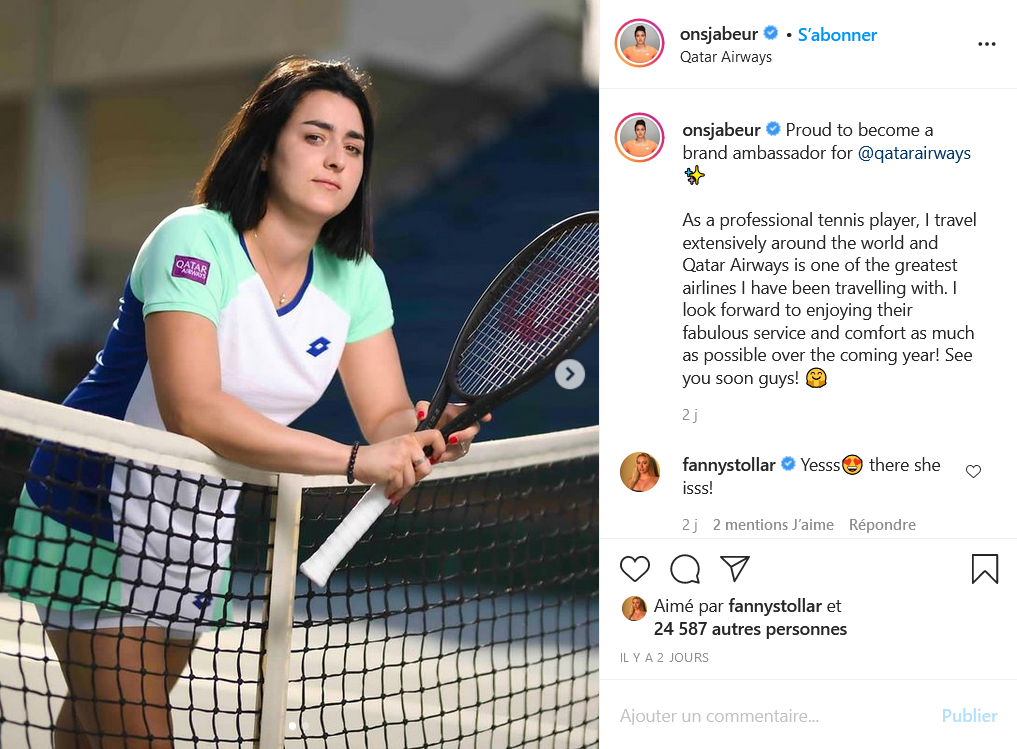 onsjabeur • S'abonner
Qatar Airways
onsjabeur Proud to become a
brand ambassador for @qatarairways
✨
As a professional tennis player, I travel
extensively around the world and
Qatar Airways is one of the greatest
airlines I have been travelling with. I
look forward to enjoying their
fabulous service and comfort as much
as possible over the coming year! See
you soon guys! 🤗
2 j
fannystollar Yesss😍 there she
isss!
2 j 2 mentions J'aime Répondre
Aimé par fannystollar et
24 587 autres personnes
IL Y A 2 JOURS
Ajouter un commentaire... Publier
QATAR
AIRWAYS